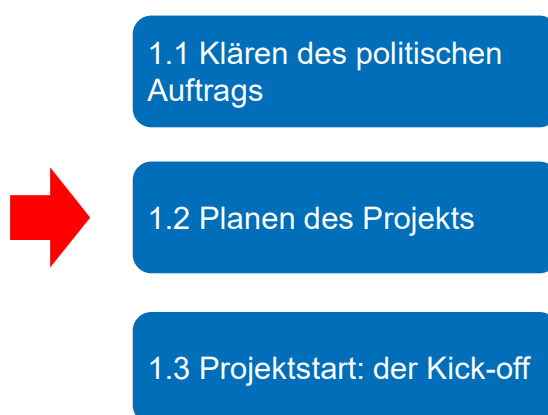 1.1 Klären des politischen
Auftrags
1.2 Planen des Projekts
1.3 Projektstart: der Kick-off